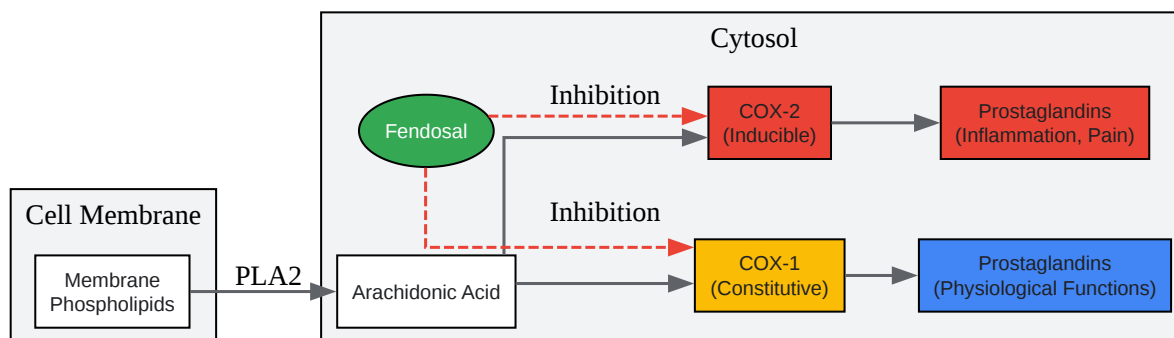 Cytosol
Inhibition
Fendosal
COX-2
(Inducible)
Prostaglandins
(Inflammation, Pain)
Cell Membrane
Membrane
Phospholipids
PLA2
Arachidonic Acid
Inhibition
COX-1
(Constitutive)
Prostaglandins
(Physiological Functions)